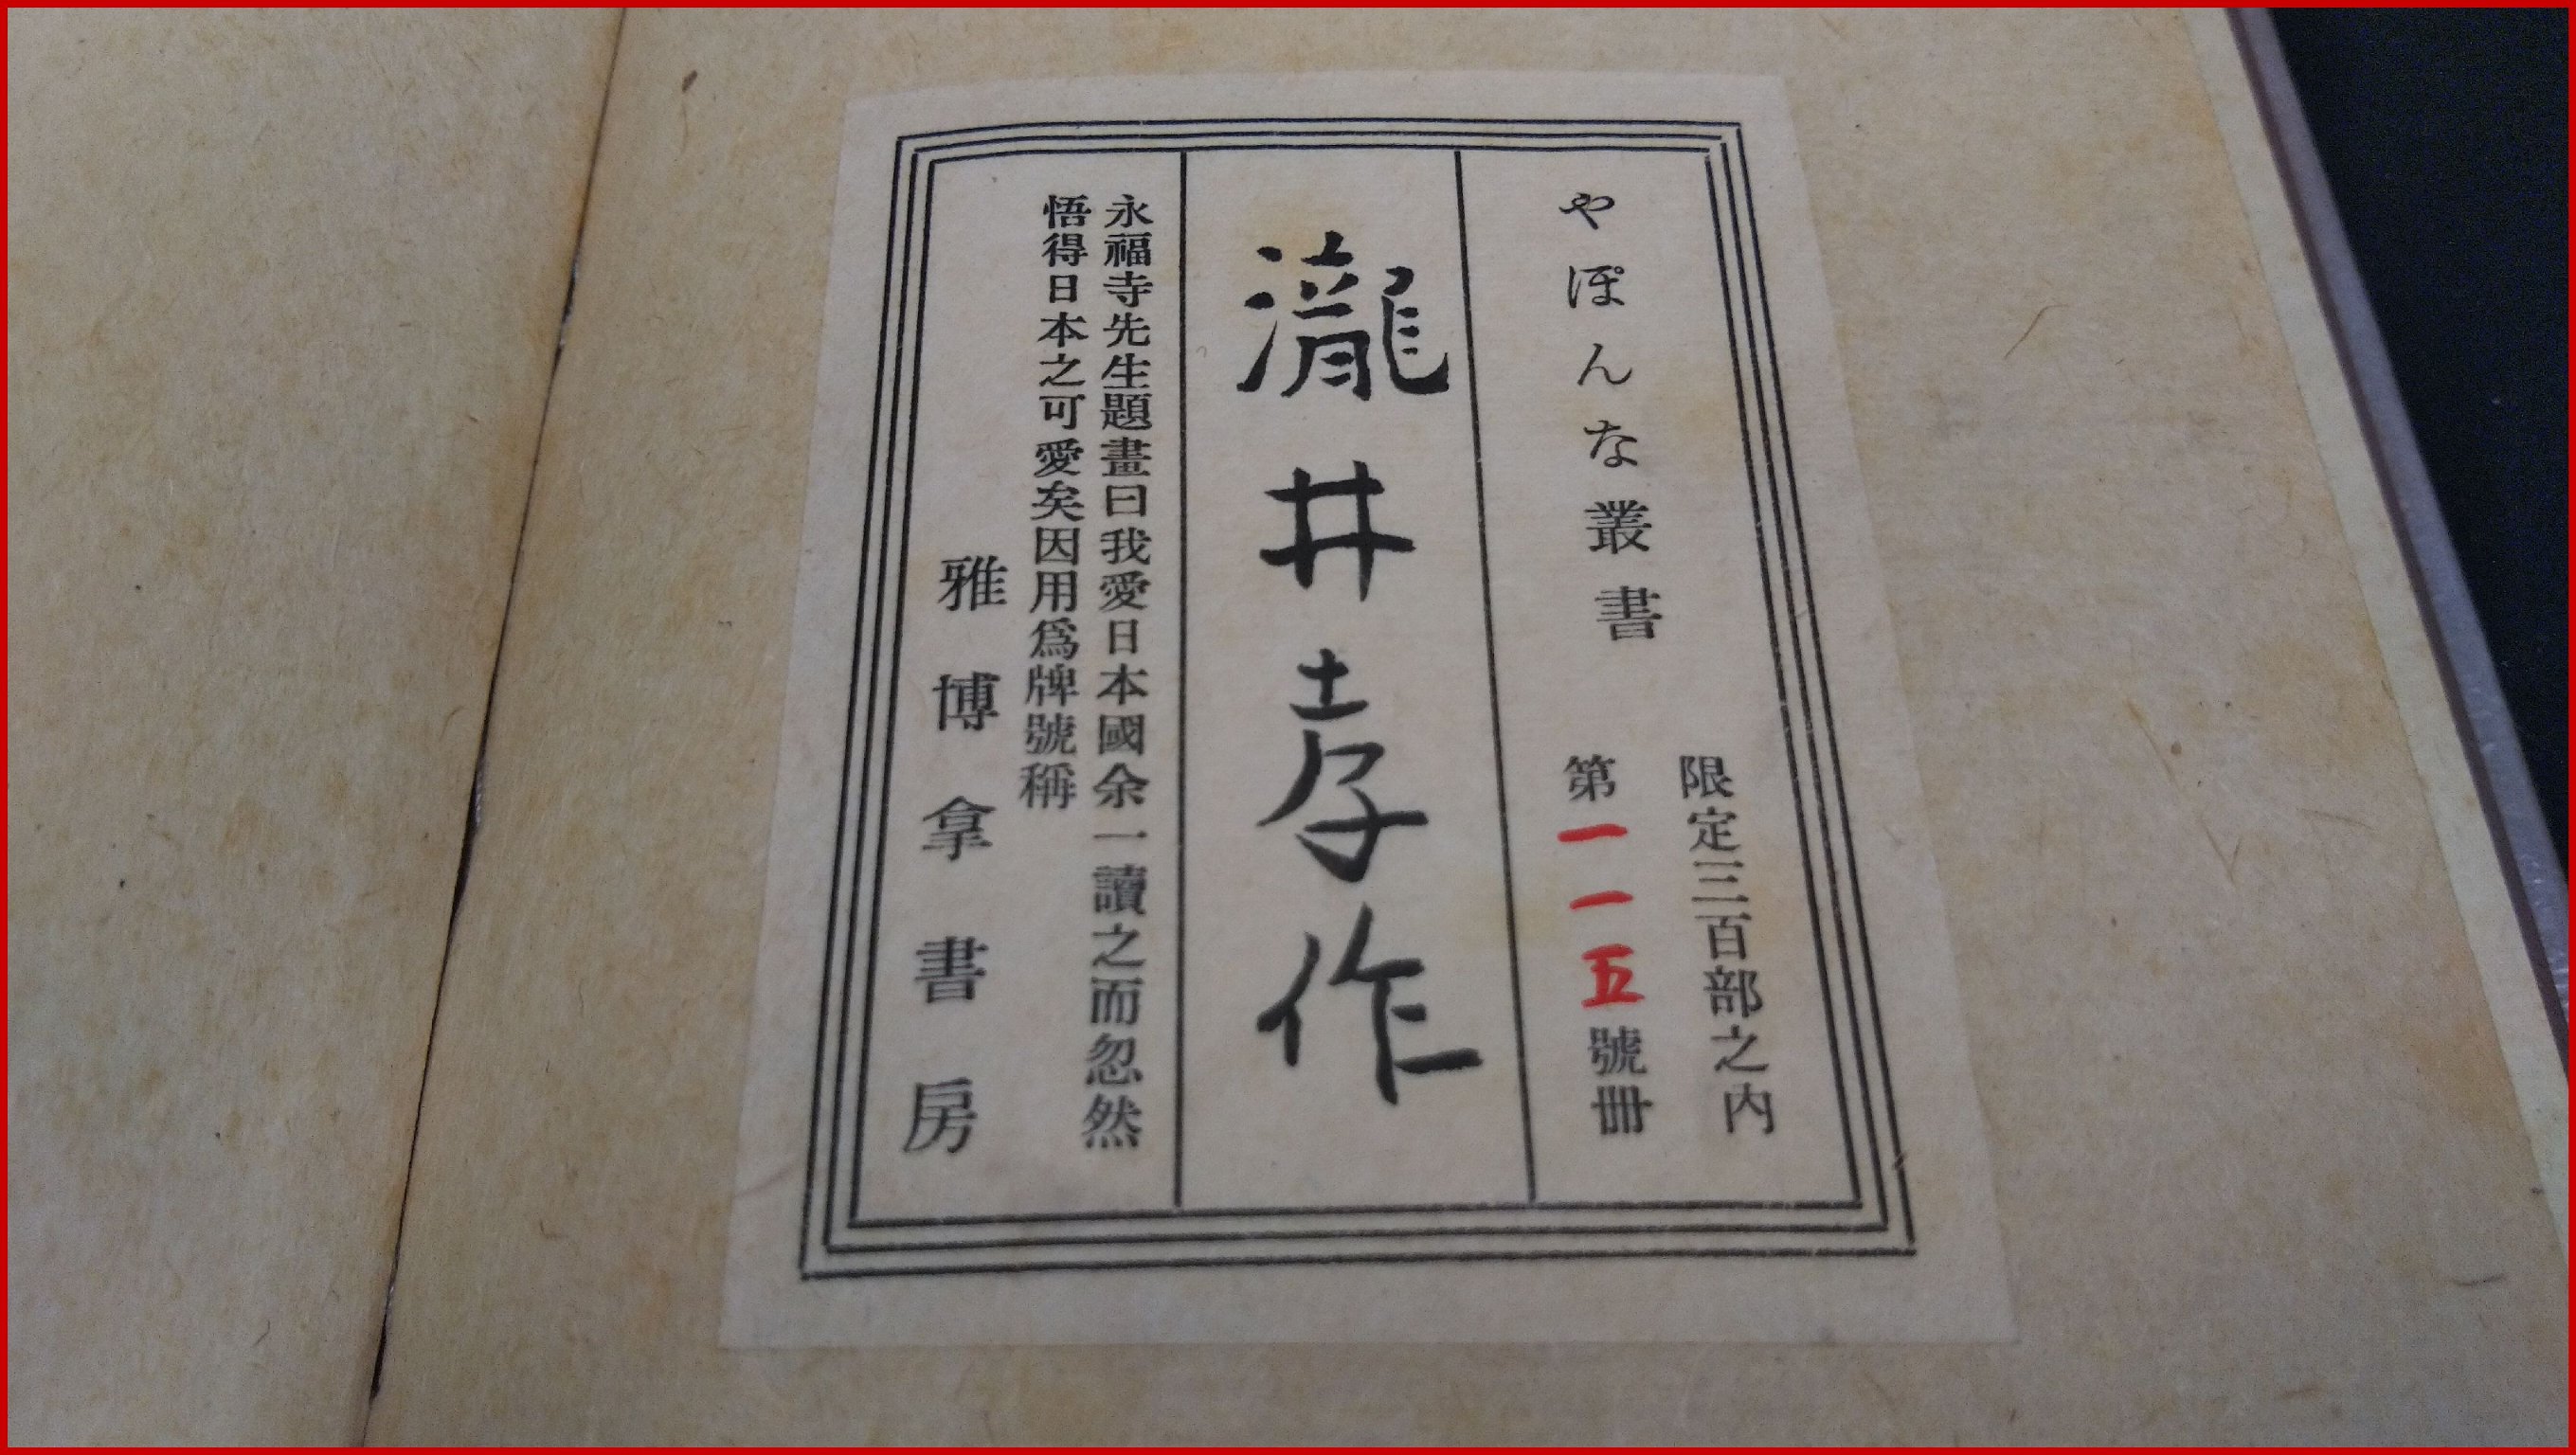 限定三百部之内
やぽんな叢書 第一一五號冊
瀧井孝作
永福寺先生題畫曰我愛日本國余一讀之而忽然
悟得日本之可愛矣因用爲牌號稱
雅博拿書房